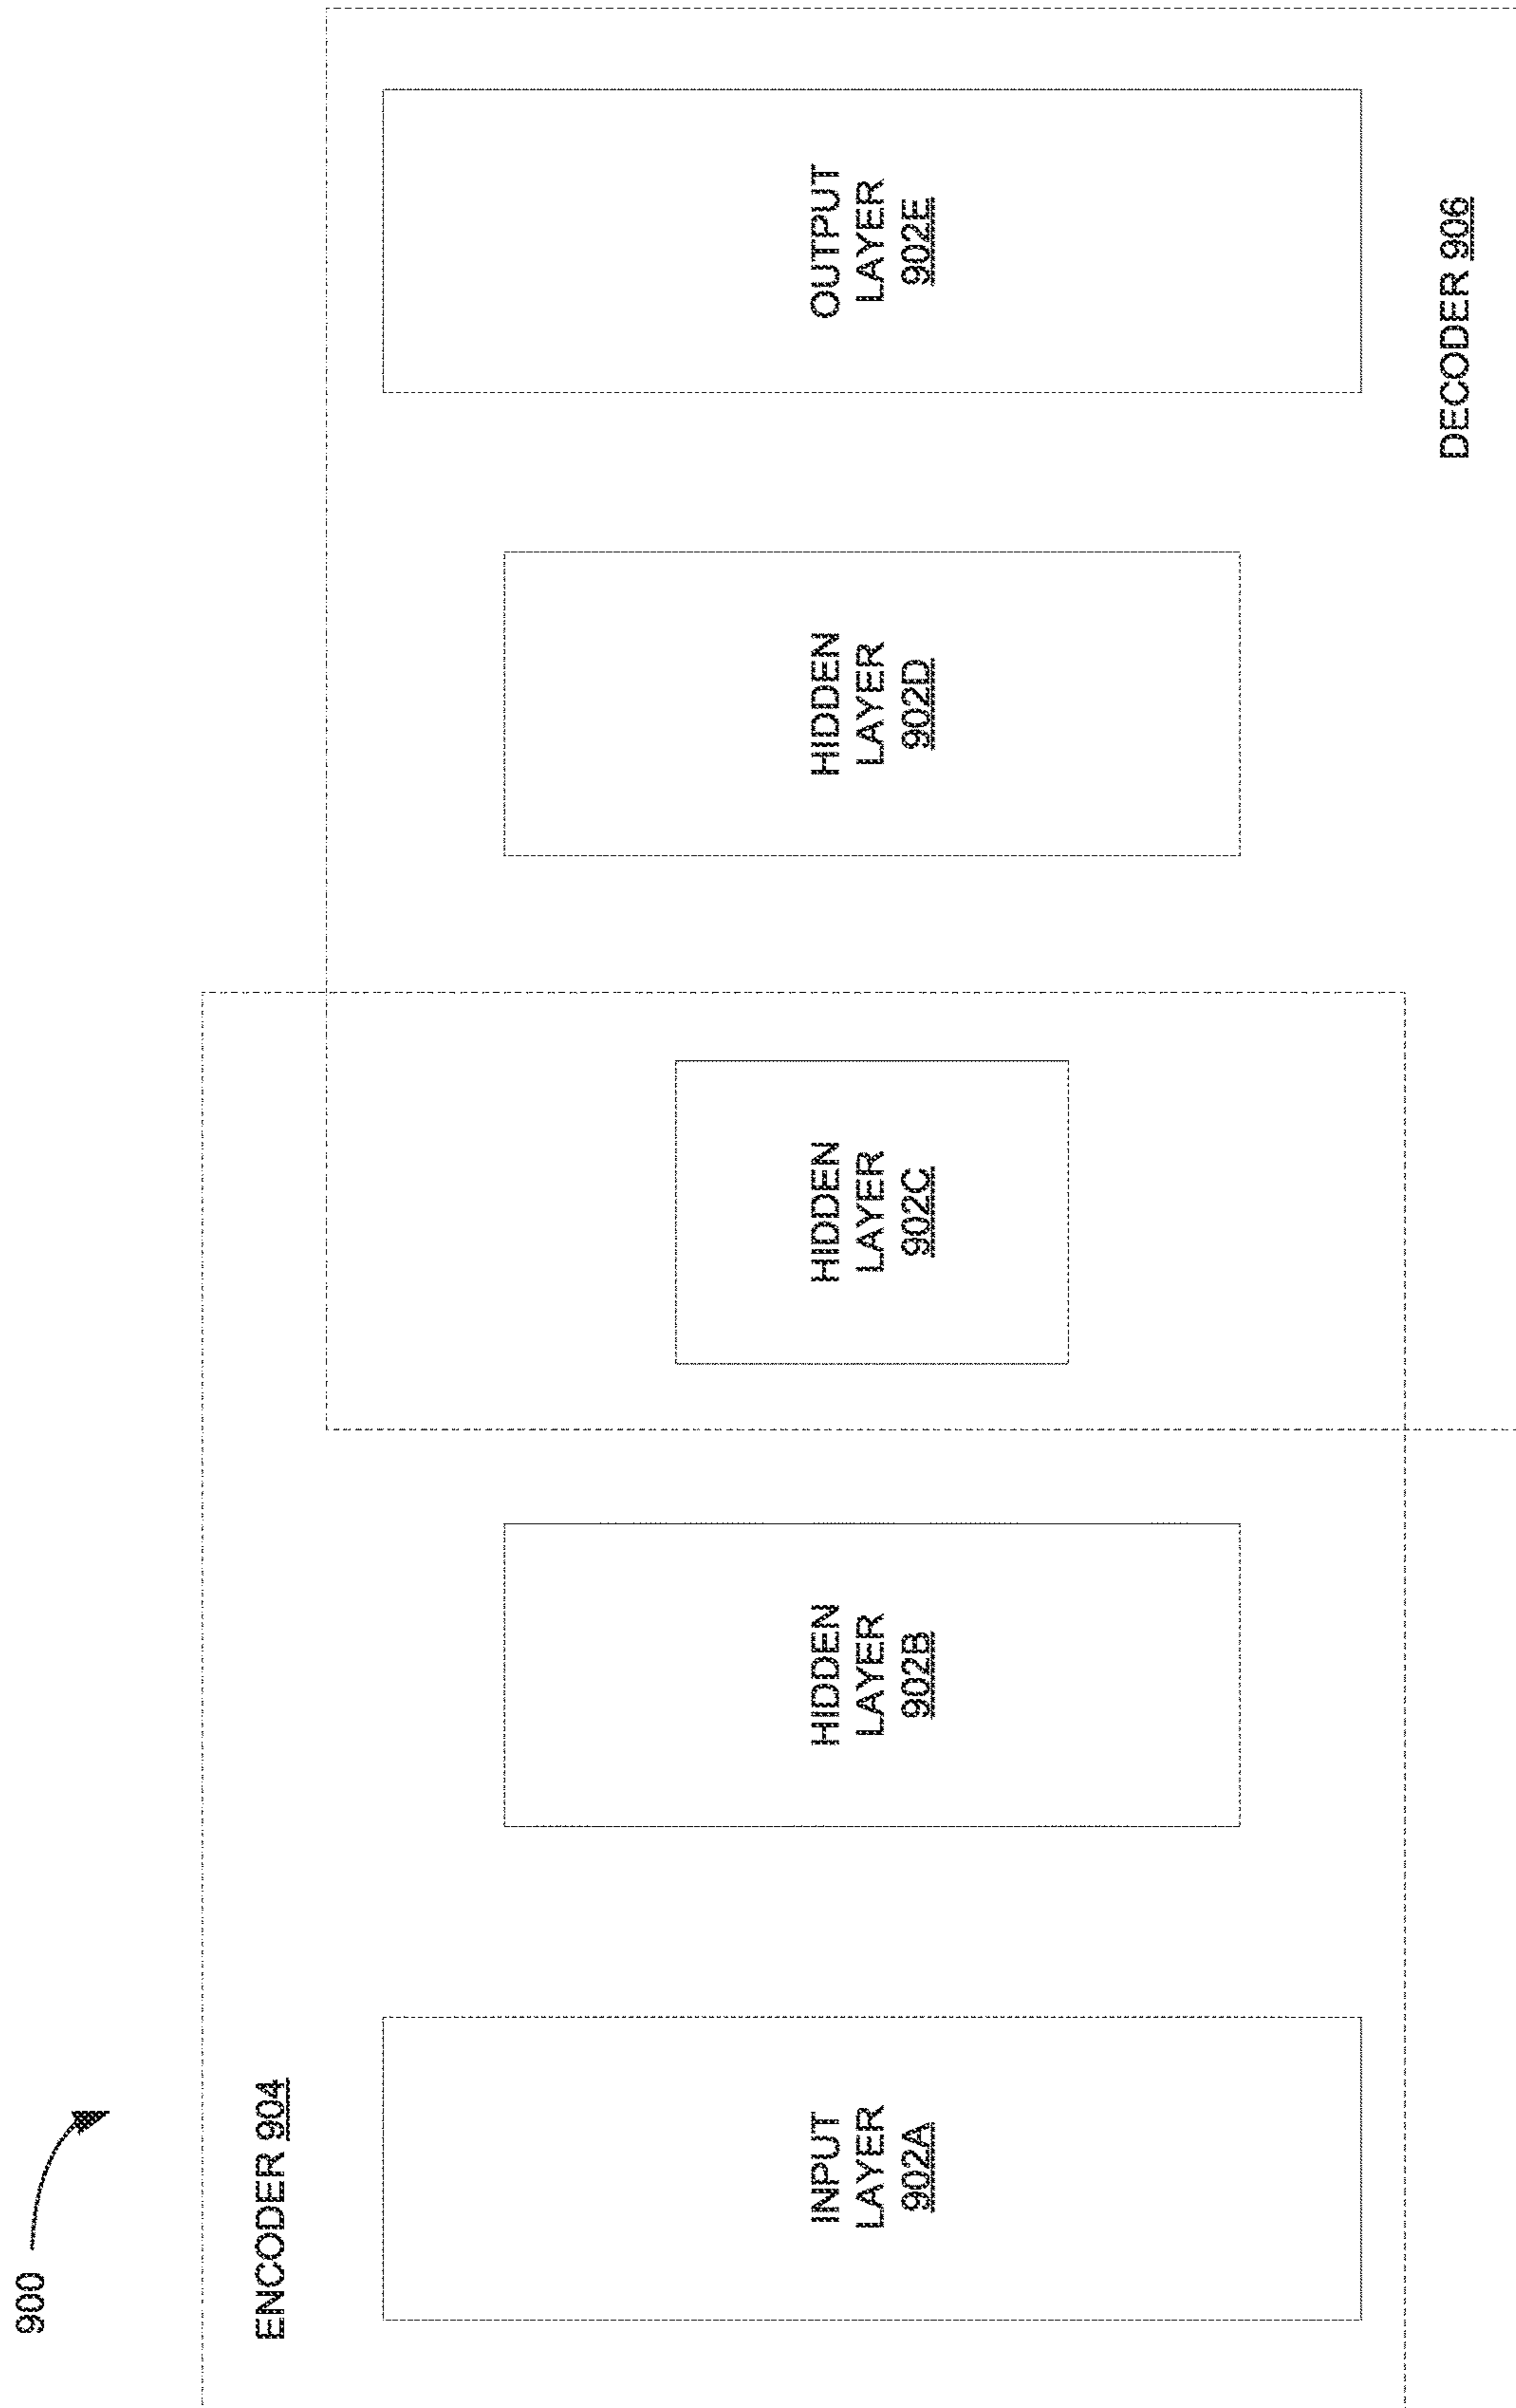 900
ENCODER 904
INPUT
LAYER
902A
HIDDEN
LAYER
902B
HIDDEN
LAYER
902C
HIDDEN
LAYER
902D
OUTPUT
LAYER
902E
DECODER 906